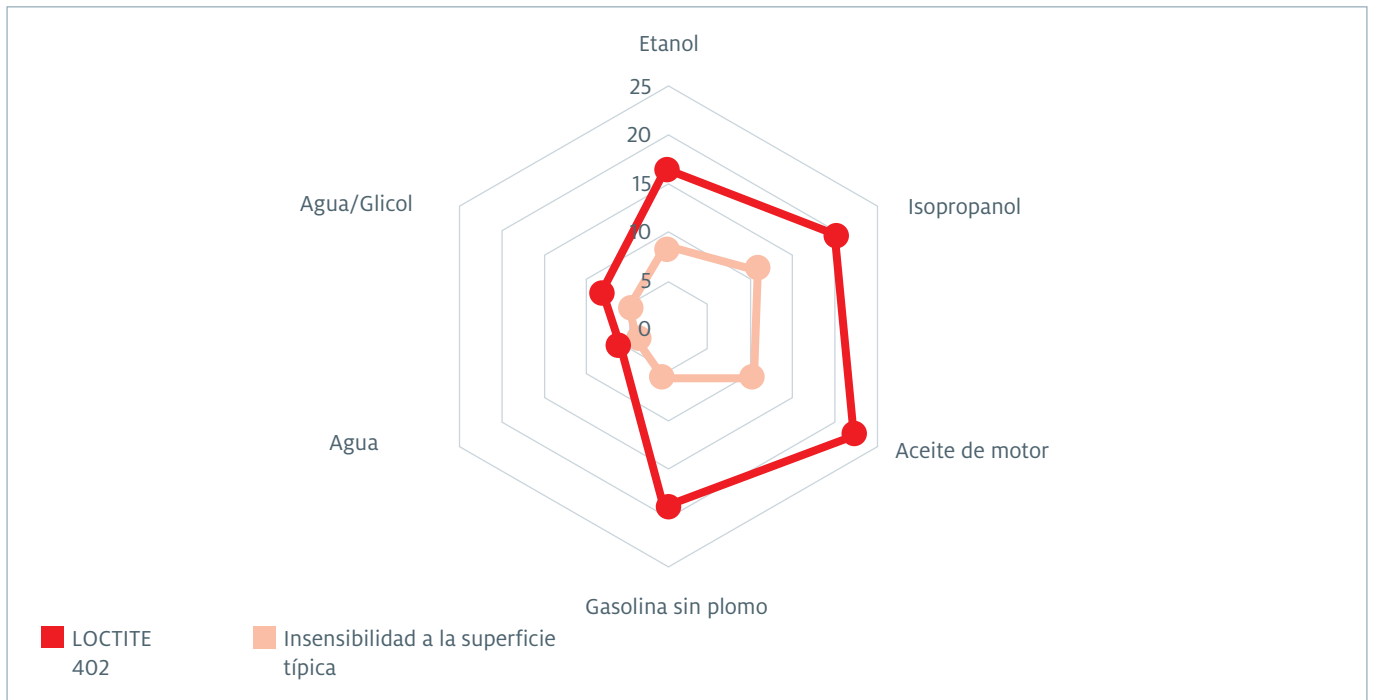 Etanol
25
20
15
10
5
0
Agua/Glicol
Isopropanol
Agua
Aceite de motor
Gasolina sin plomo
LOCTITE
402
Insensibilidad a la superficie
típica